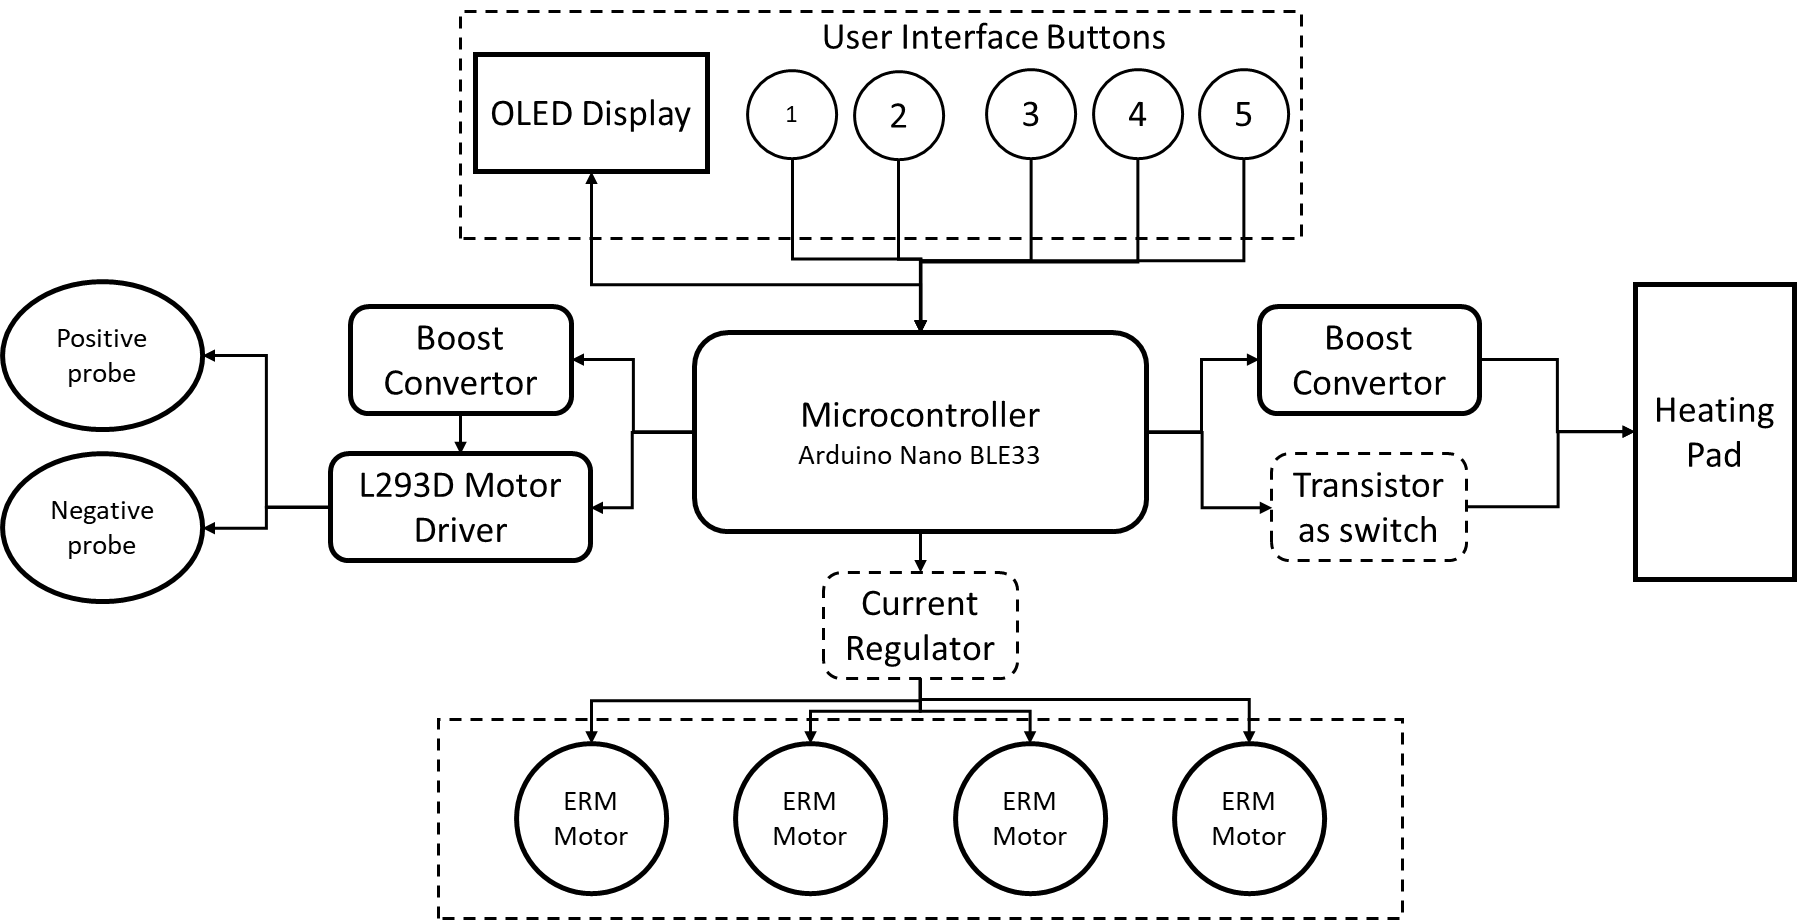 User Interface Buttons
OLED Display
1
2
3
4
5
Positive
probe
Negative
probe
Boost
Convertor
L293D Motor
Driver
Microcontroller
Arduino Nano BLE33
Boost
Convertor
Transistor
as switch
Heating
Pad
Current
Regulator
ERM
Motor
ERM
Motor
ERM
Motor
ERM
Motor